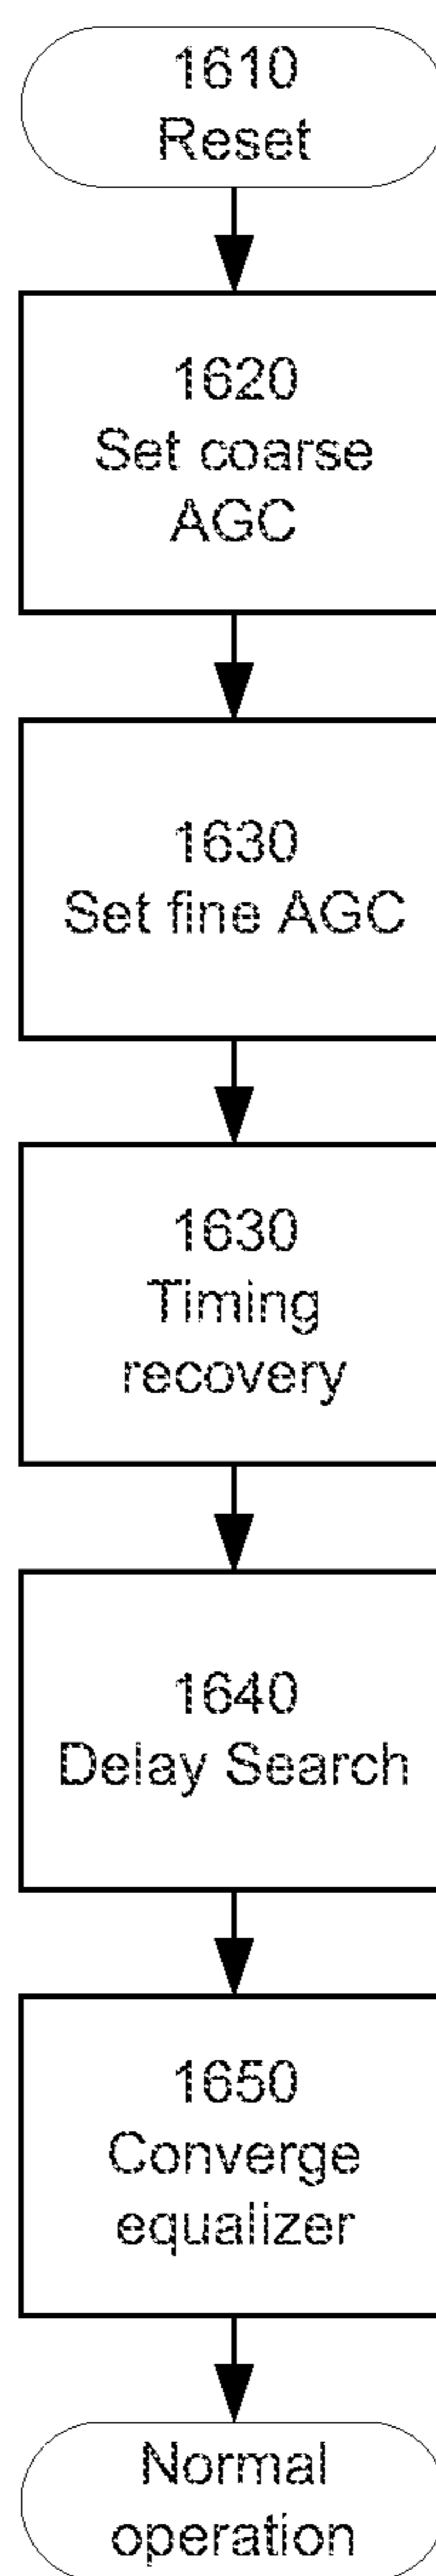 1610
Reset
1620
Set coarse
AGC
1630
Set fine AGC
1630
Timing
recovery
1640
Delay Search
1650
Converge
equalizer
Normal
operation